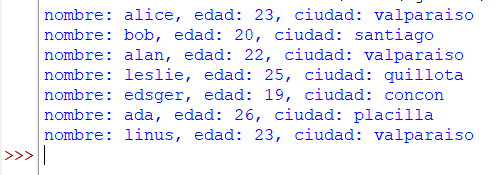 nombre: alice, edad: 23, ciudad: valparaiso
nombre: bob, edad: 20, ciudad: santiago
nombre: alan, edad: 22, ciudad: valparaiso
nombre: leslie, edad: 25, ciudad: quillota
nombre: edsger, edad: 19, ciudad: concon
nombre: ada, edad: 26, ciudad: placilla
nombre: linus, edad: 23, ciudad: valparaiso
>>>